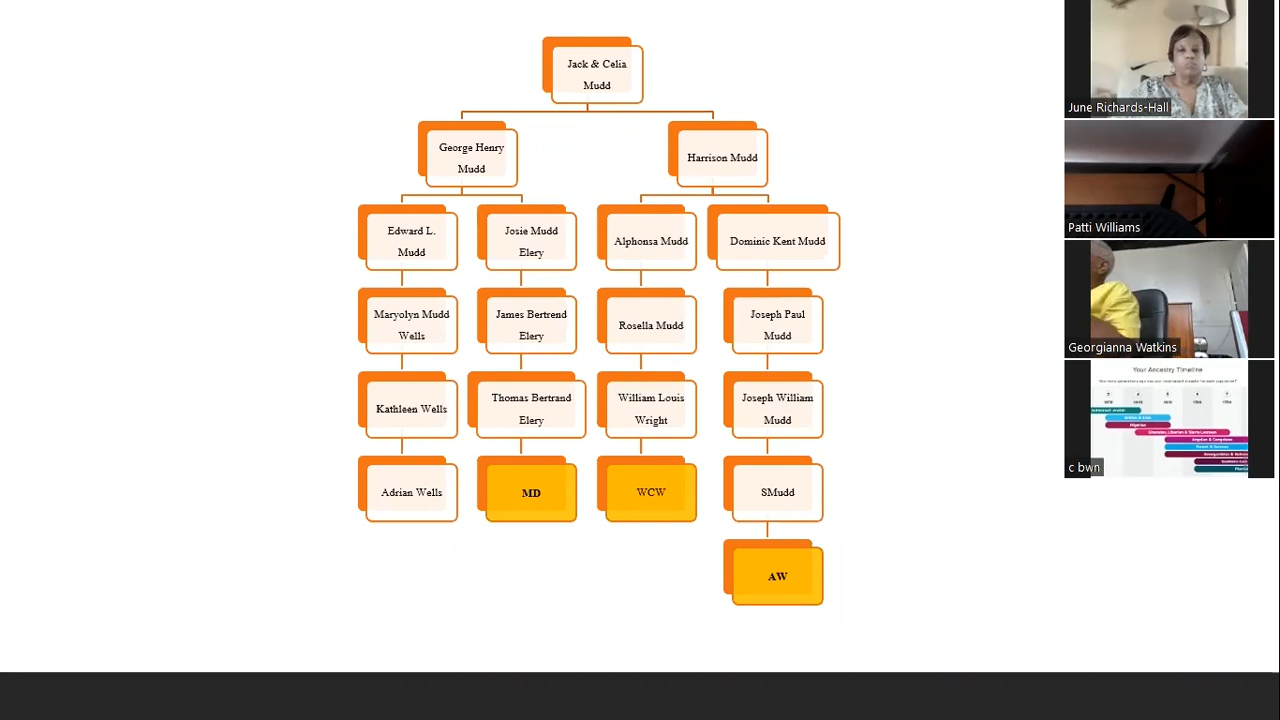 Jack & Celia
Mudd
George Henry
Mudd
Harrison Mudd
Edward L.
Mudd
Josie Mudd
Elery
Alphonsa Mudd
Dominic Kent Mudd
Maryolyn Mudd
Wells
James Bertrend
Elery
Rosella Mudd
Joseph Paul
Mudd
Kathleen Wells
Thomas Bertrand
Elery
William Louis
Wright
Joseph William
Mudd
Adrian Wells
MD
WCW
SMudd
AW
June Richards-Hall
Patti Williams
Georgianna Watkins
Your Ancestry Timeline
c bwn